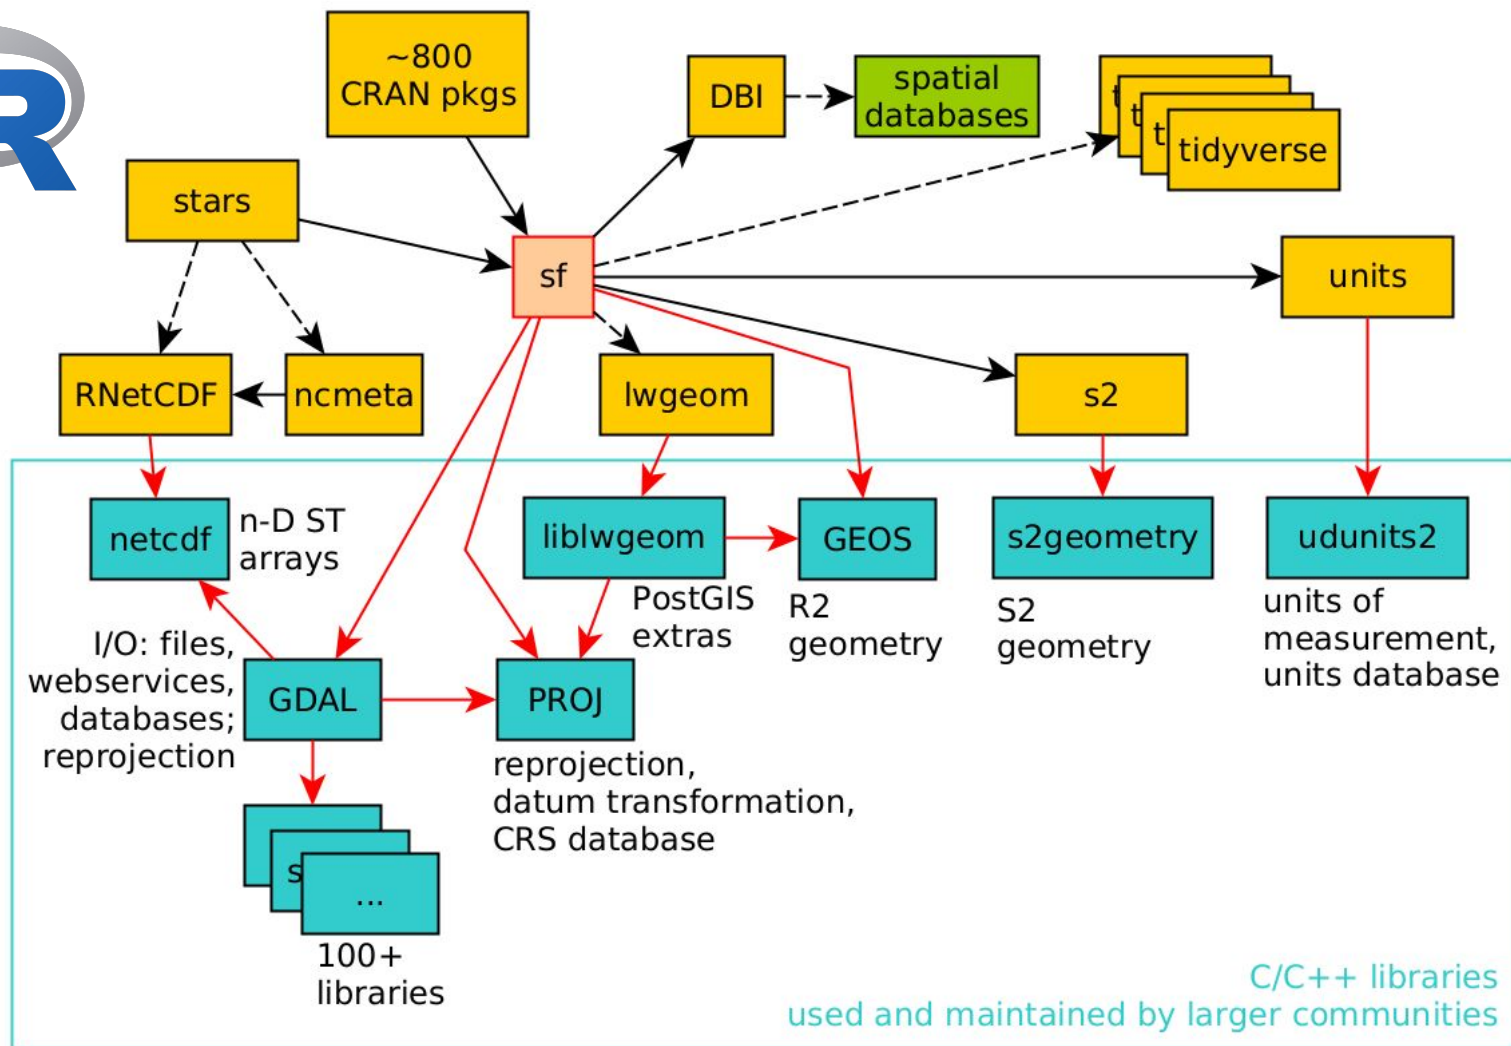 R
~800
CRAN pkgs
DBI
spatial
databases
t
t
t
tidyverse
stars
sf
units
RNetCDF
ncmeta
lwgeom
s2
netcdf
n-D ST
arrays
liblwgeom
GEOS
s2geometry
udunits2
PostGIS
extras
R2
geometry
S2
geometry
units of
measurement,
units database
I/O: files,
webservices,
databases;
reprojection
GDAL
PROJ
reprojection,
datum transformation,
CRS database
s
...
100+
libraries
C/C++ libraries
used and maintained by larger communities